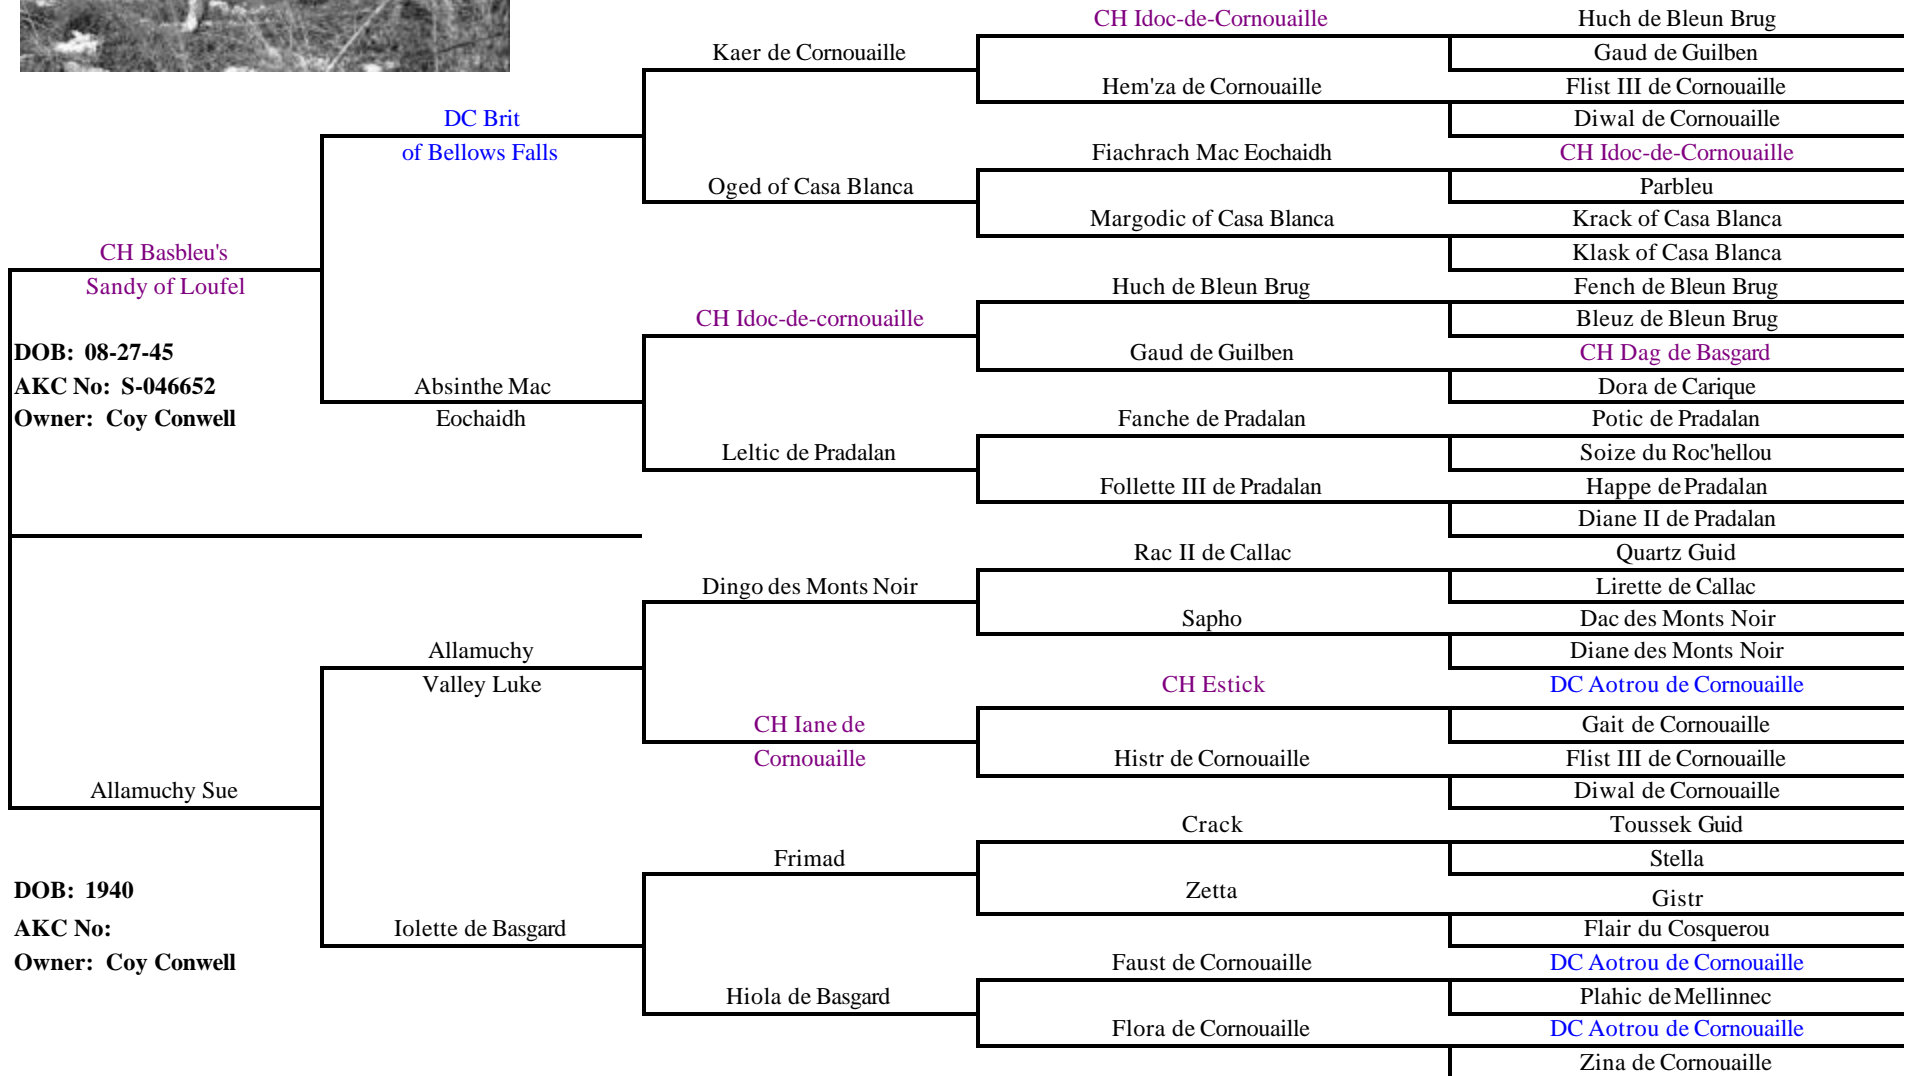 CH Idoc-de-Cornouaille
Huch de Bleun Brug
Kaer de Cornouaille
Gaud de Guilben
Hem'za de Cornouaille
Flist III de Cornouaille
DC Brit
of Bellows Falls
Diwal de Cornouaille
Fiachrach Mac Eochaidh
CH Idoc-de-Cornouaille
Oged of Casa Blanca
Parbleu
Margodic of Casa Blanca
Krack of Casa Blanca
CH Basbleu's
Sandy of Loufel
Klask of Casa Blanca
Huch de Bleun Brug
Fench de Bleun Brug
CH Idoc-de-cornouaille
Bleuz de Bleun Brug
DOB: 08-27-45
Gaud de Guilben
CH Dag de Basgard
AKC No: S-046652
Absinthe Mac
Eochaidh
Dora de Carique
Owner: Coy Conwell
Fanche de Pradalan
Potic de Pradalan
Leltic de Pradalan
Soize du Roc'hellou
Follette III de Pradalan
Happe de Pradalan
Diane II de Pradalan
Rac II de Callac
Quartz Guid
Dingo des Monts Noir
Lirette de Callac
Sapho
Dac des Monts Noir
Allamuchy
Valley Luke
Diane des Monts Noir
CH Estick
DC Aotrou de Cornouaille
CH Iane de
Cornouaille
Gait de Cornouaille
Histr de Cornouaille
Flist III de Cornouaille
Allamuchy Sue
Diwal de Cornouaille
Crack
Toussek Guid
Frimad
Stella
DOB: 1940
Zetta
Gistr
AKC No:
Iolette de Basgard
Flair du Cosquerou
Owner: Coy Conwell
Faust de Cornouaille
DC Aotrou de Cornouaille
Hiola de Basgard
Plahic de Mellinnec
Flora de Cornouaille
DC Aotrou de Cornouaille
Zina de Cornouaille